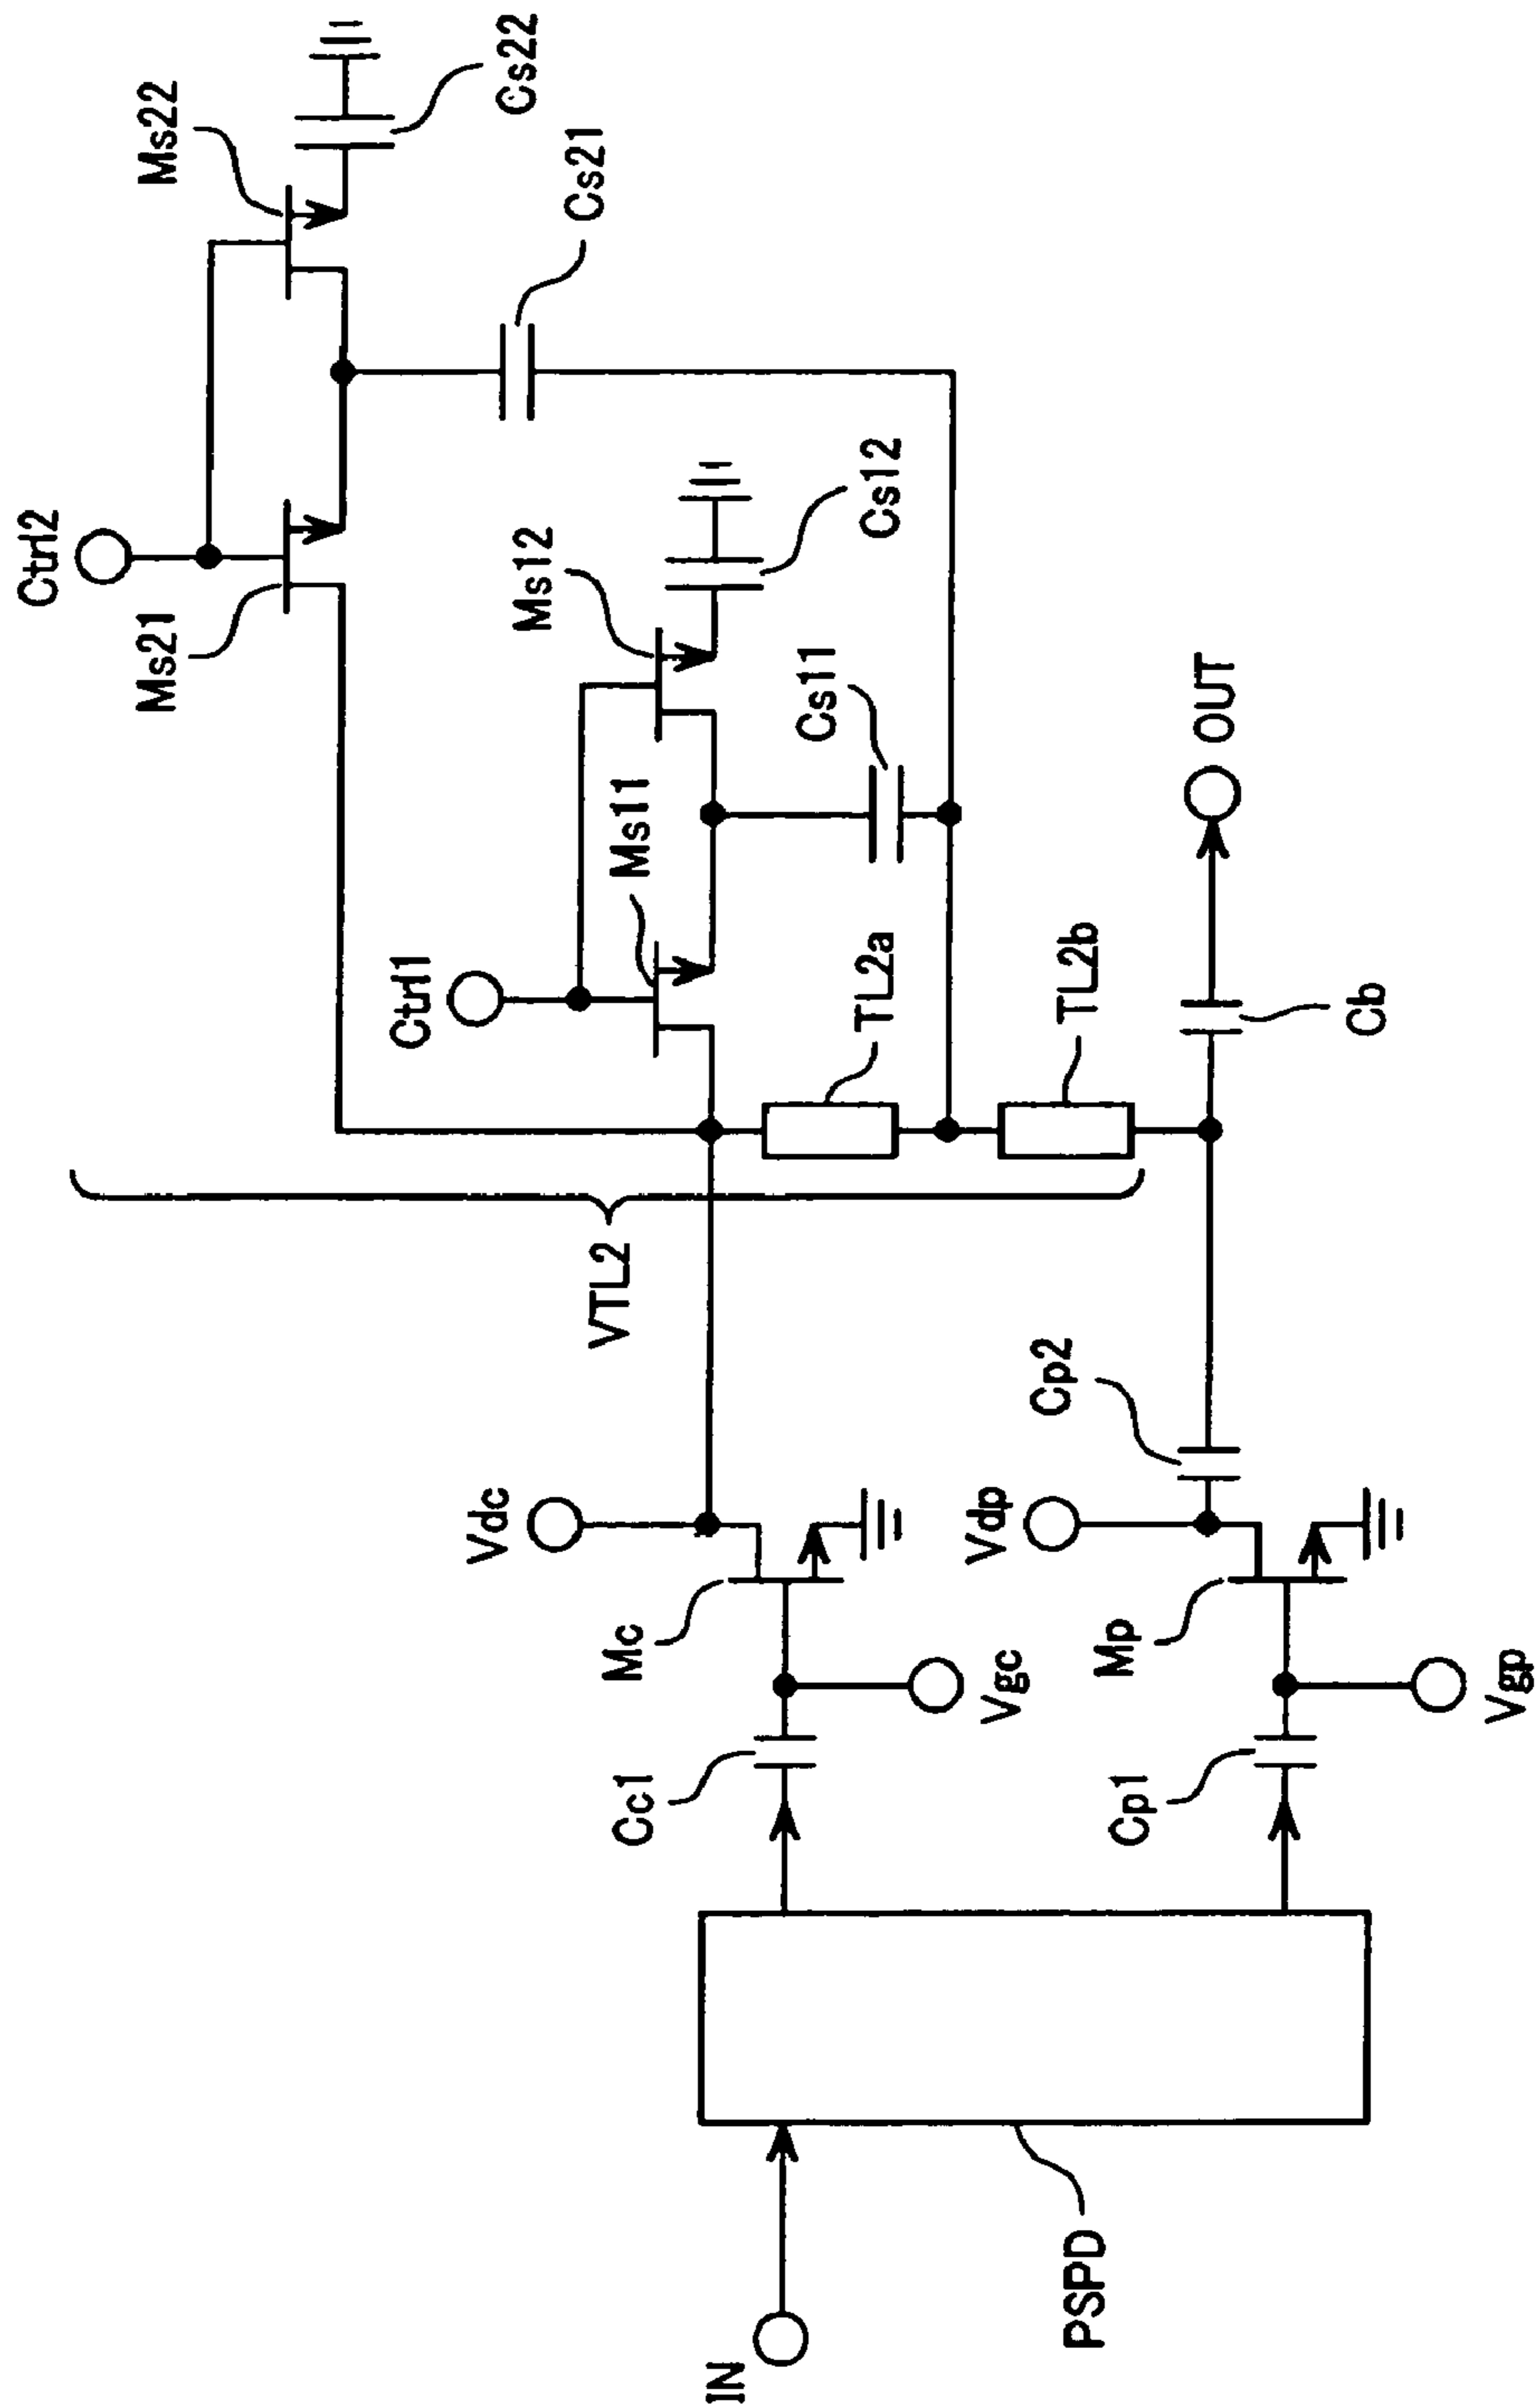 Ctrl2
Ms22
Ms21
Cs22
Cs21
Ctrl1
Ms12
Ms11
Cs12
Cs11
TL2a
VTL2
TL2b
OUT
Cb
Vdc
Cp2
Mc
Vdp
Cc1
Vgc
Mp
Cp1
Vgp
IN
PSPD